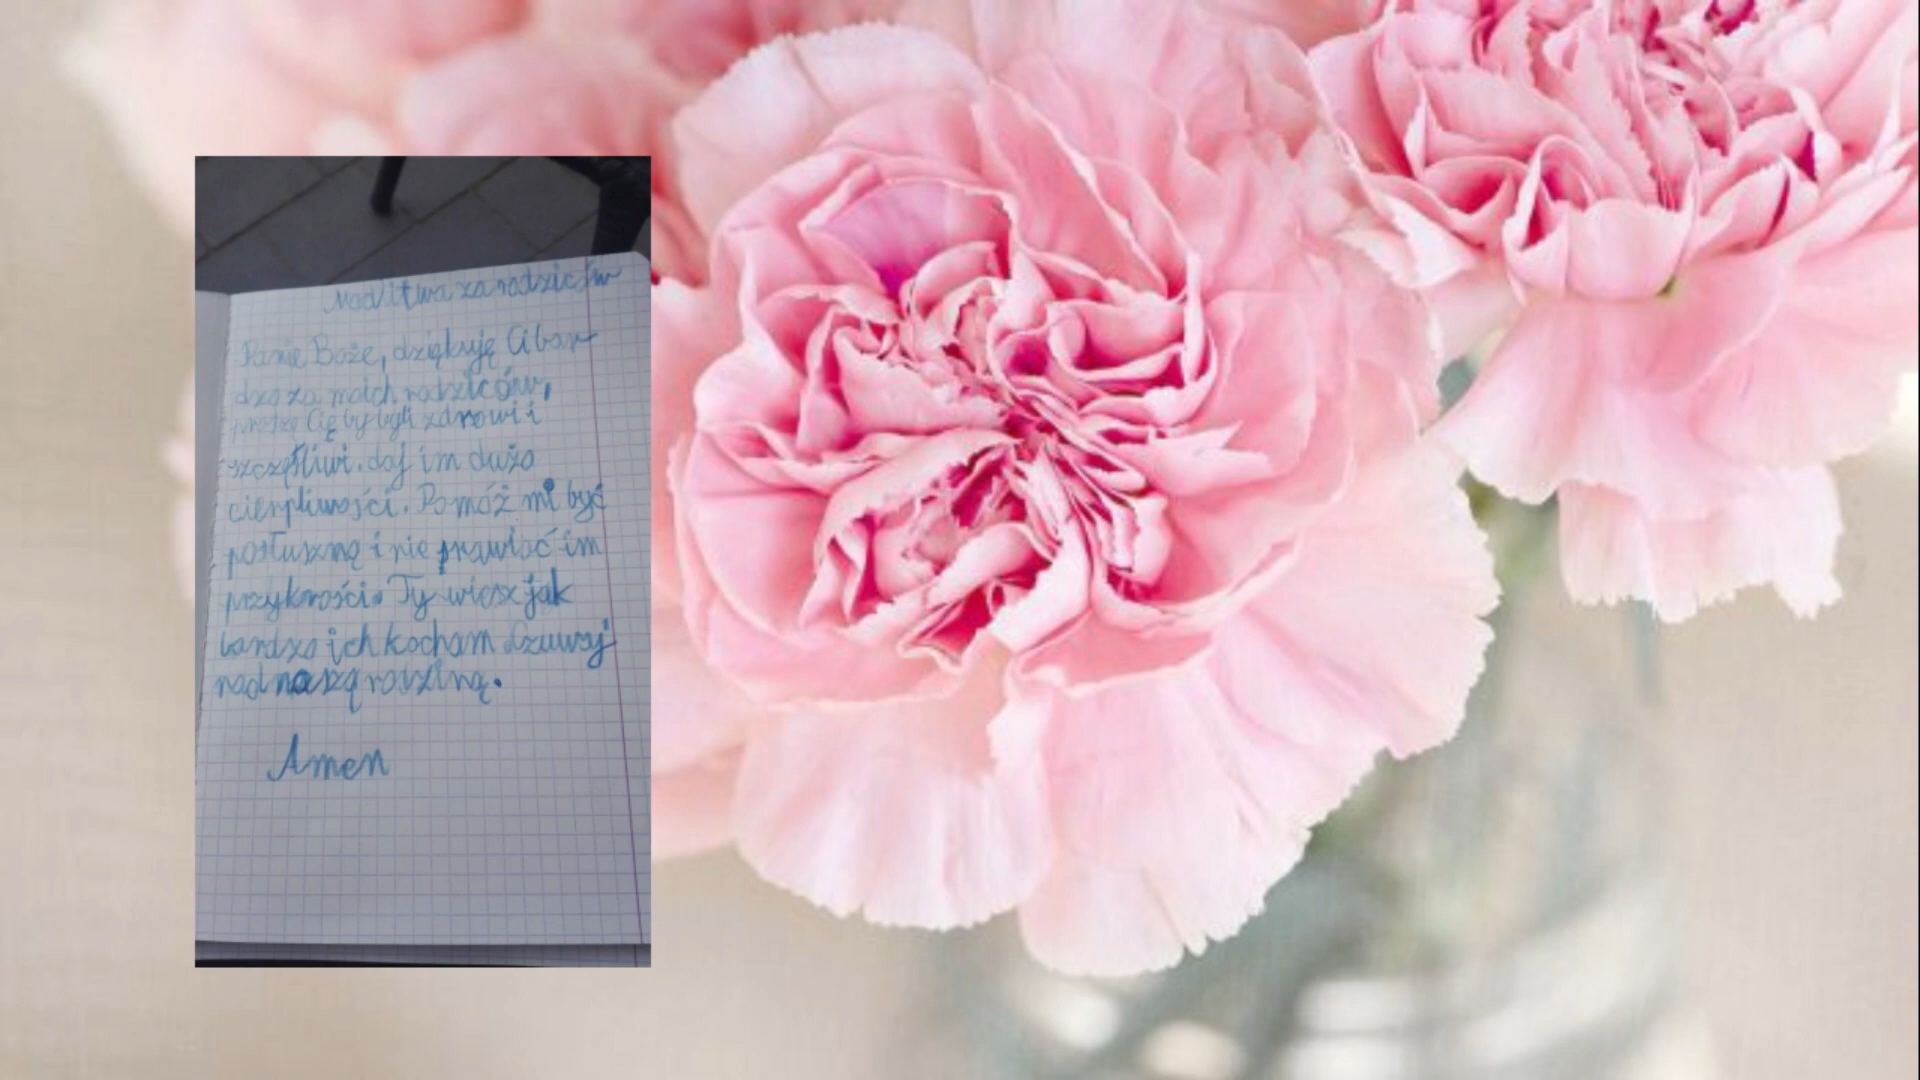 Modlitwa za rodziców
Panie Boże, dziękuję Ci bar
dzo za moich rodziców,
proszę Cię by byli zdrowi i
szczęśliwi. daj im dużo
cierpliwości. Pomóż mi być
posłuszną i nie prawiać im
przykrości. Ty wiesz jak
bardzo ich kocham Czuwaj
nad naszą rodziną.
Amen